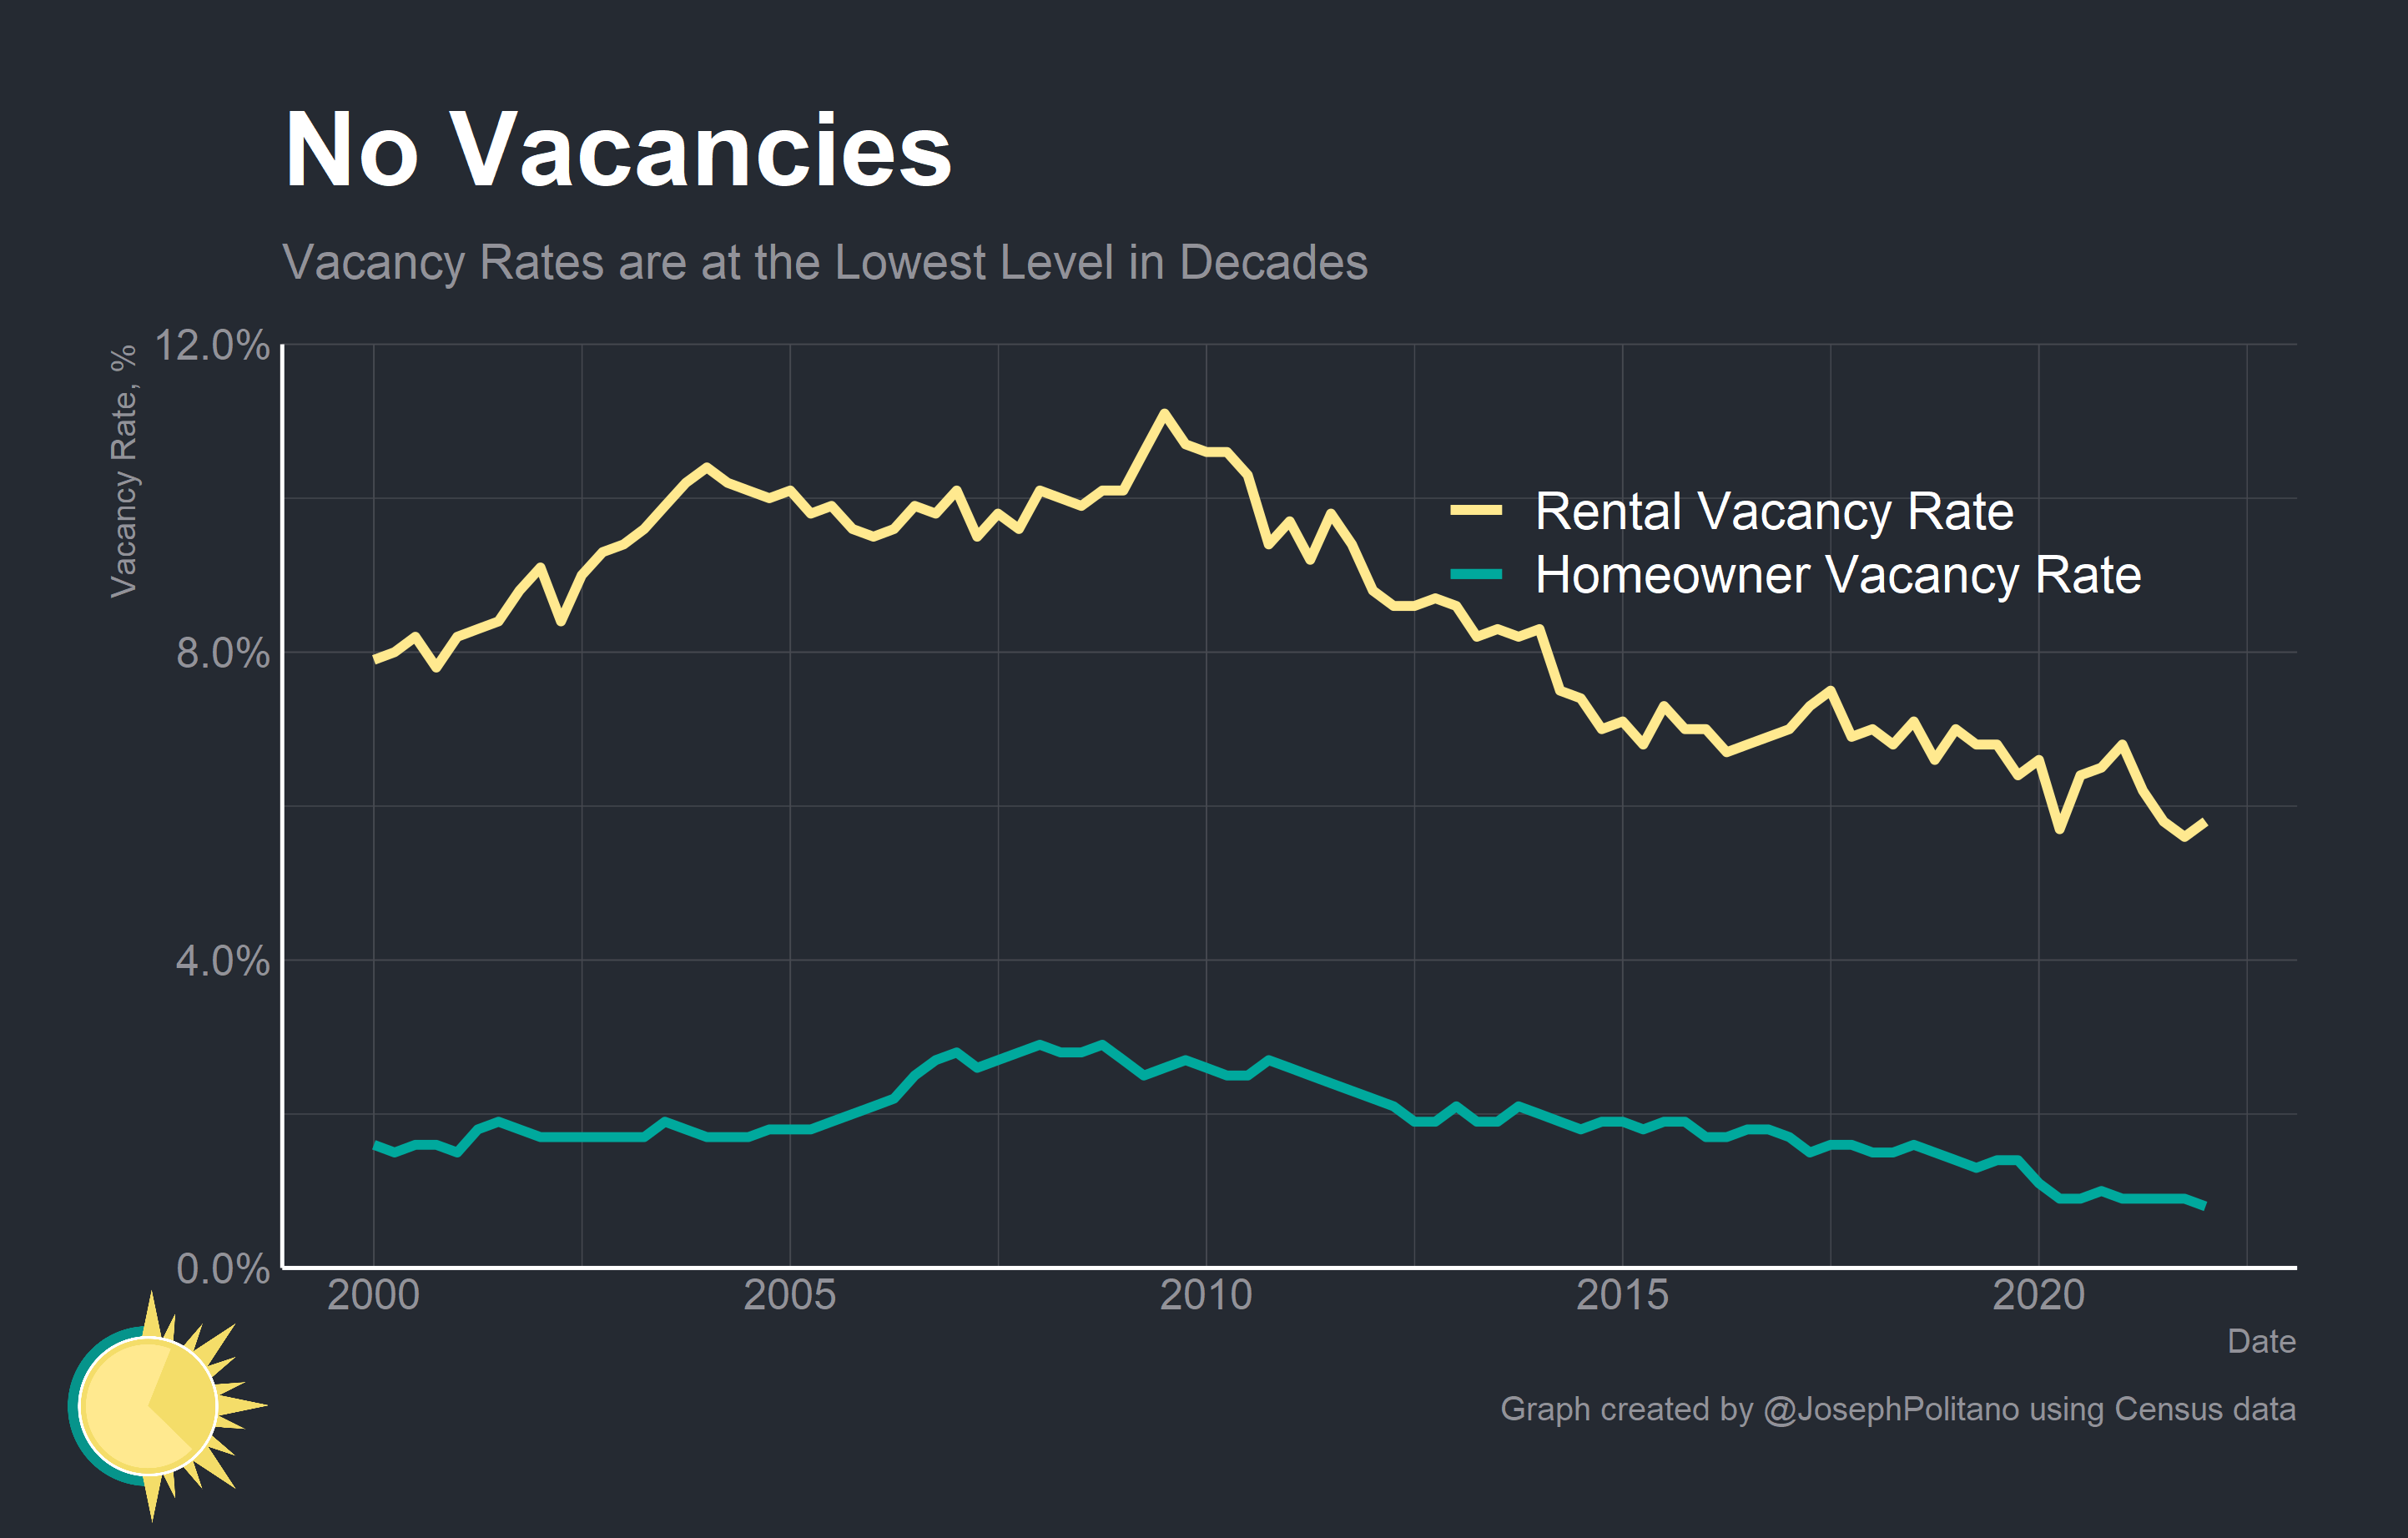 No Vacancies
Vacancy Rates are at the Lowest Level in Decades
Vacancy Rate, %
12.0%
8.0%
4.0%
0.0%
Rental Vacancy Rate
Homeowner Vacancy Rate
2000 2005 2010 2015 2020
Date
Graph created by @JosephPolitano using Census data